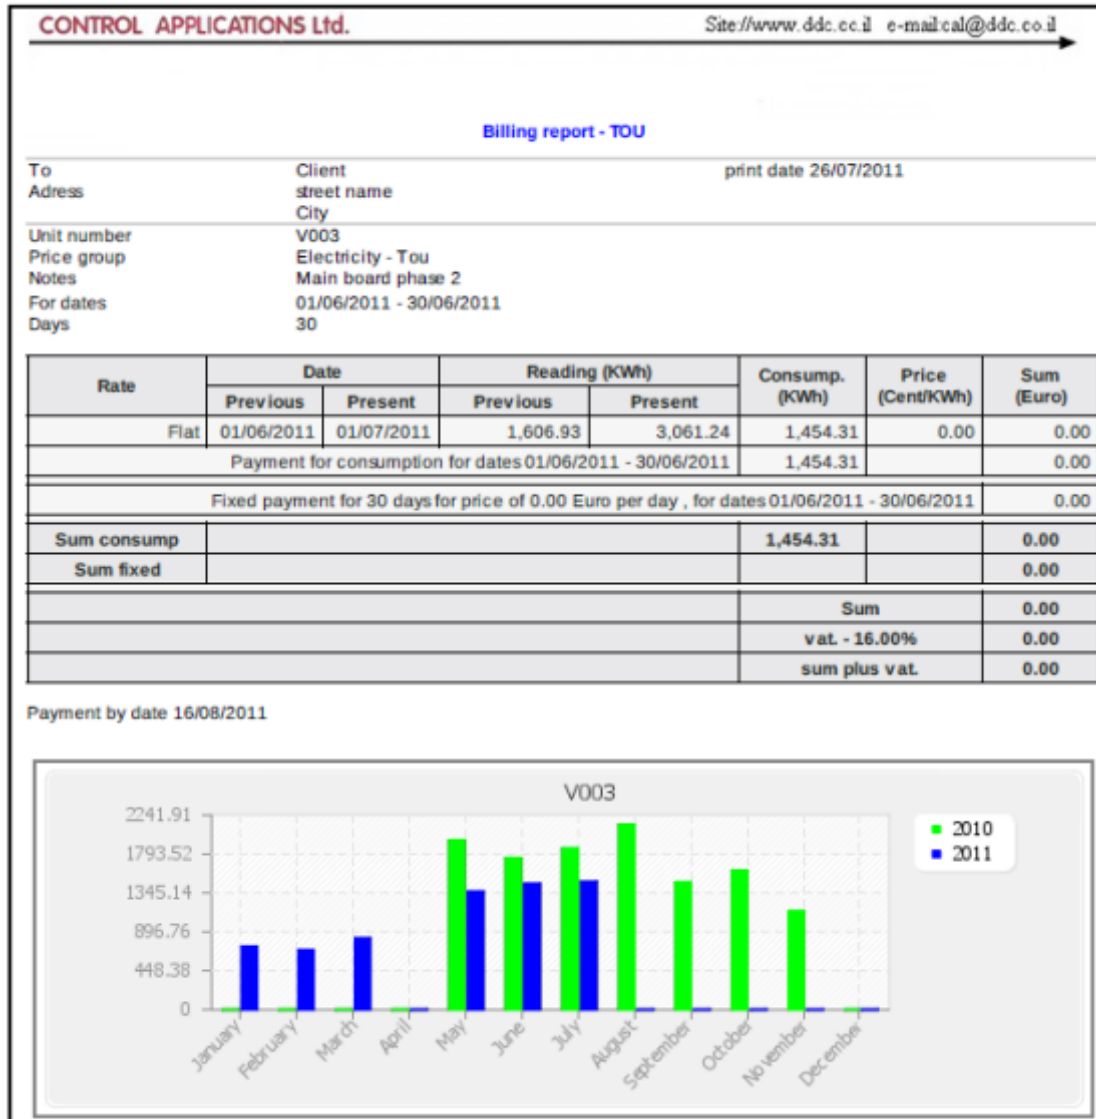 CONTROL APPLICATIONS Ltd. Site://www.ddc.cc.il e-mail:cal@ddc.co.il
Billing report - TOU
To Client print date 26/07/2011
Adress street name
City
Unit number V003
Price group Electricity - Tou
Notes Main board phase 2
For dates 01/06/2011 - 30/06/2011
Days 30
Rate Date Reading (KWh) Consump. (KWh) Price (Cent/KWh) Sum (Euro)
Previous Present Previous Present
Flat 01/06/2011 01/07/2011 1,606.93 3,061.24 1,454.31 0.00 0.00
Payment for consumption for dates 01/06/2011 - 30/06/2011 1,454.31 0.00
Fixed payment for 30 days for price of 0.00 Euro per day , for dates 01/06/2011 - 30/06/2011 0.00
Sum consump 1,454.31 0.00
Sum fixed 0.00
Sum 0.00
vat. - 16.00% 0.00
sum plus vat. 0.00
Payment by date 16/08/2011
V003
2241.91
1793.52
1345.14
896.76
448.38
0
January February March April May June July August September October November December
2010
2011